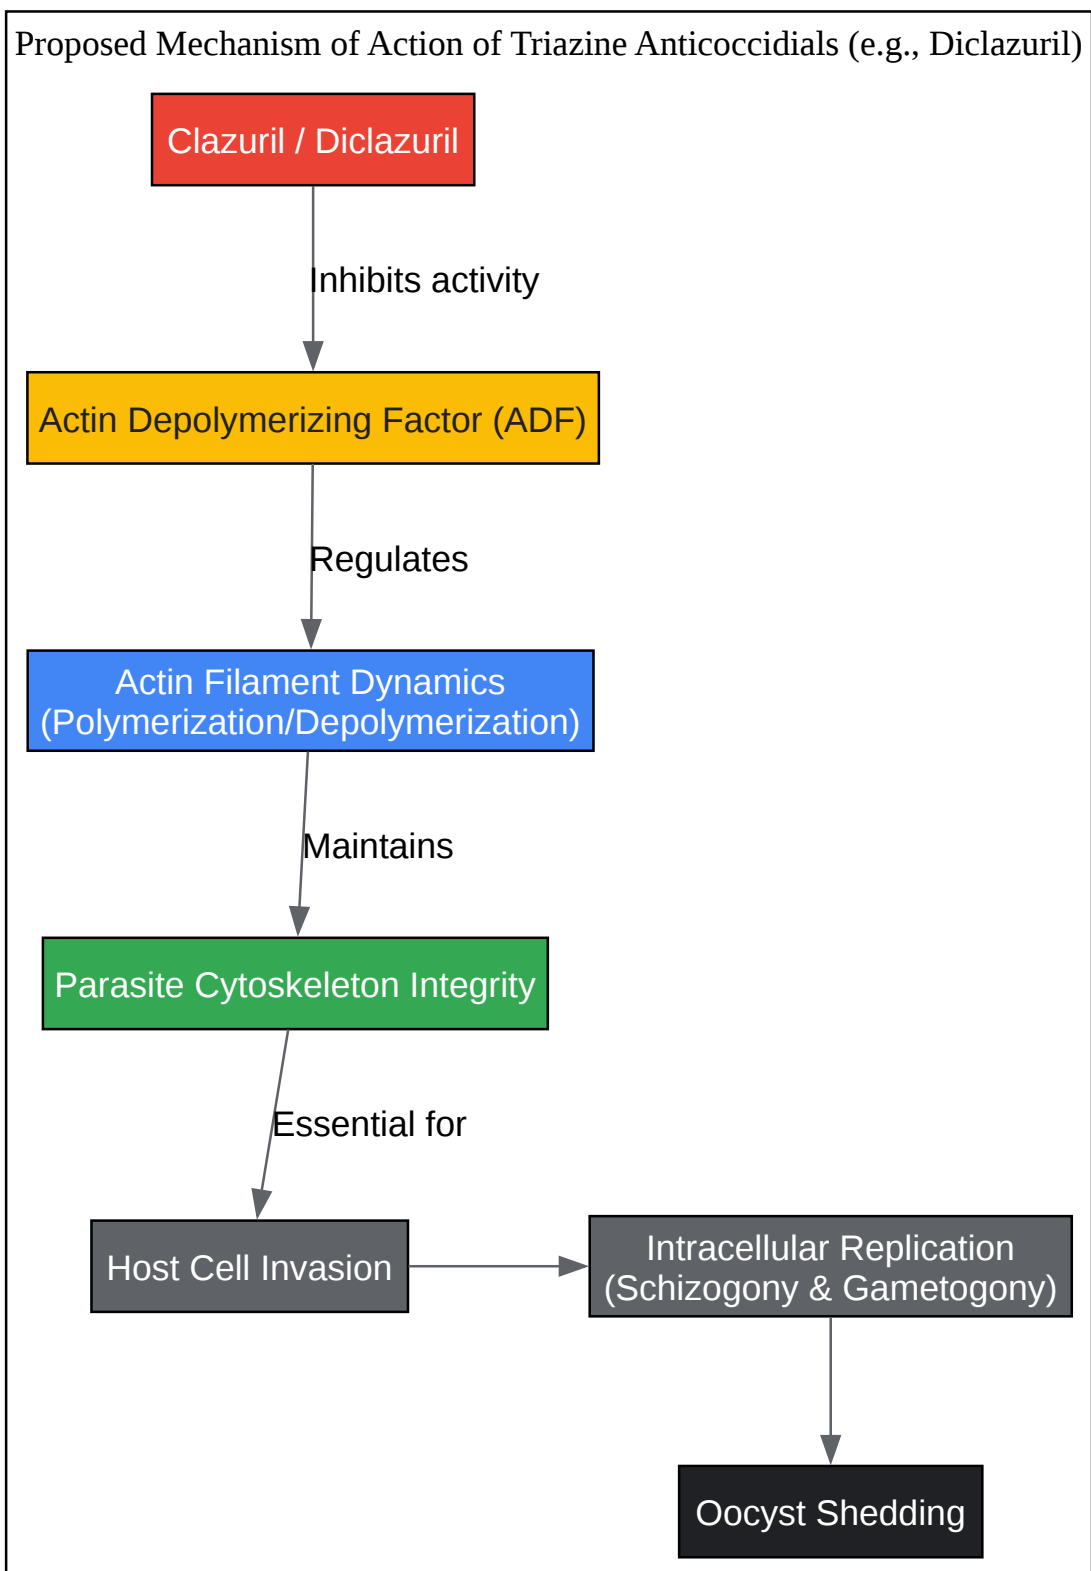 Proposed Mechanism of Action of Triazine Anticoccidials (e.g., Diclazuril)
Clazuril / Diclazuril
Inhibits activity
Actin Depolymerizing Factor (ADF)
Regulates
Actin Filament Dynamics
(Polymerization/Depolymerization)
Maintains
Parasite Cytoskeleton Integrity
Essential for
Host Cell Invasion
Intracellular Replication
(Schizogony & Gametogony)
Oocyst Shedding